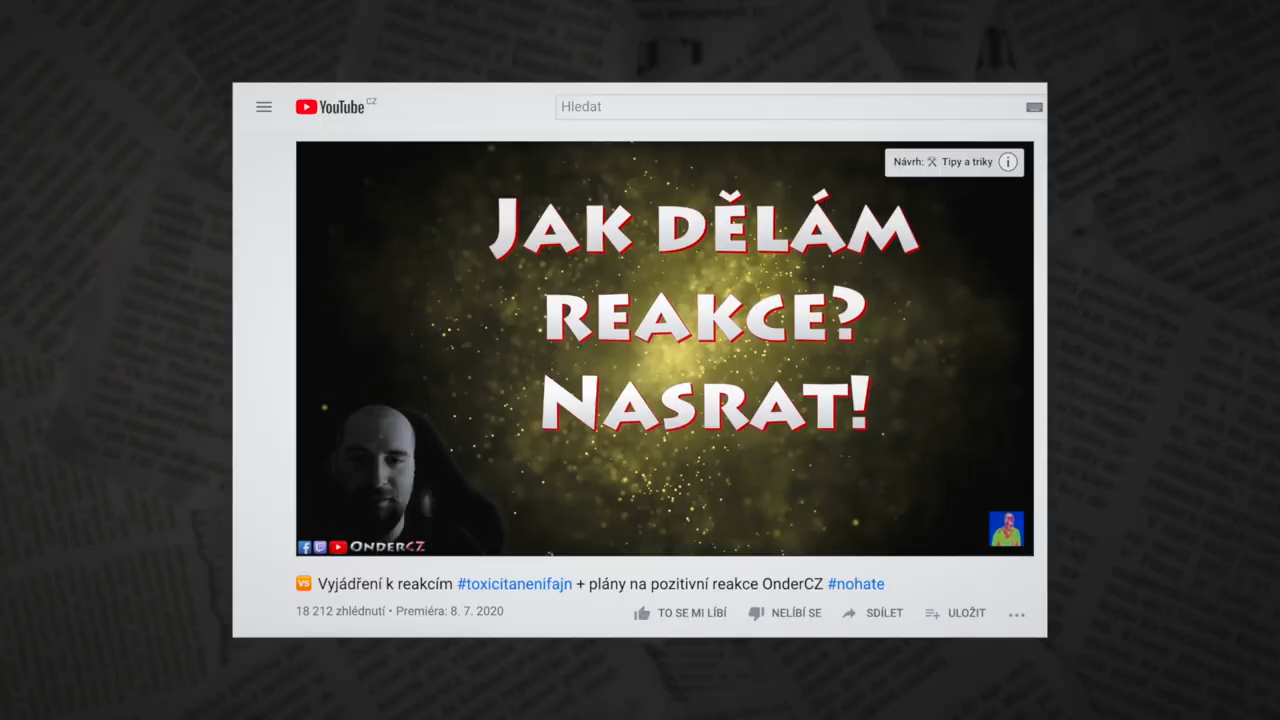 YouTube CZ
Hledat
Návrh: 🛠 Tipy a triky
JAK DĚLÁM
REAKCE?
NASRAT!
ONDERCZ
VS Vyjádření k reakcím #toxicitanenifajn + plány na pozitivní reakce OnderCZ #nohate
18 212 zhlédnutí • Premiéra: 8. 7. 2020
TO SE MI LÍBÍ NELÍBÍ SE SDÍLET ULOŽIT